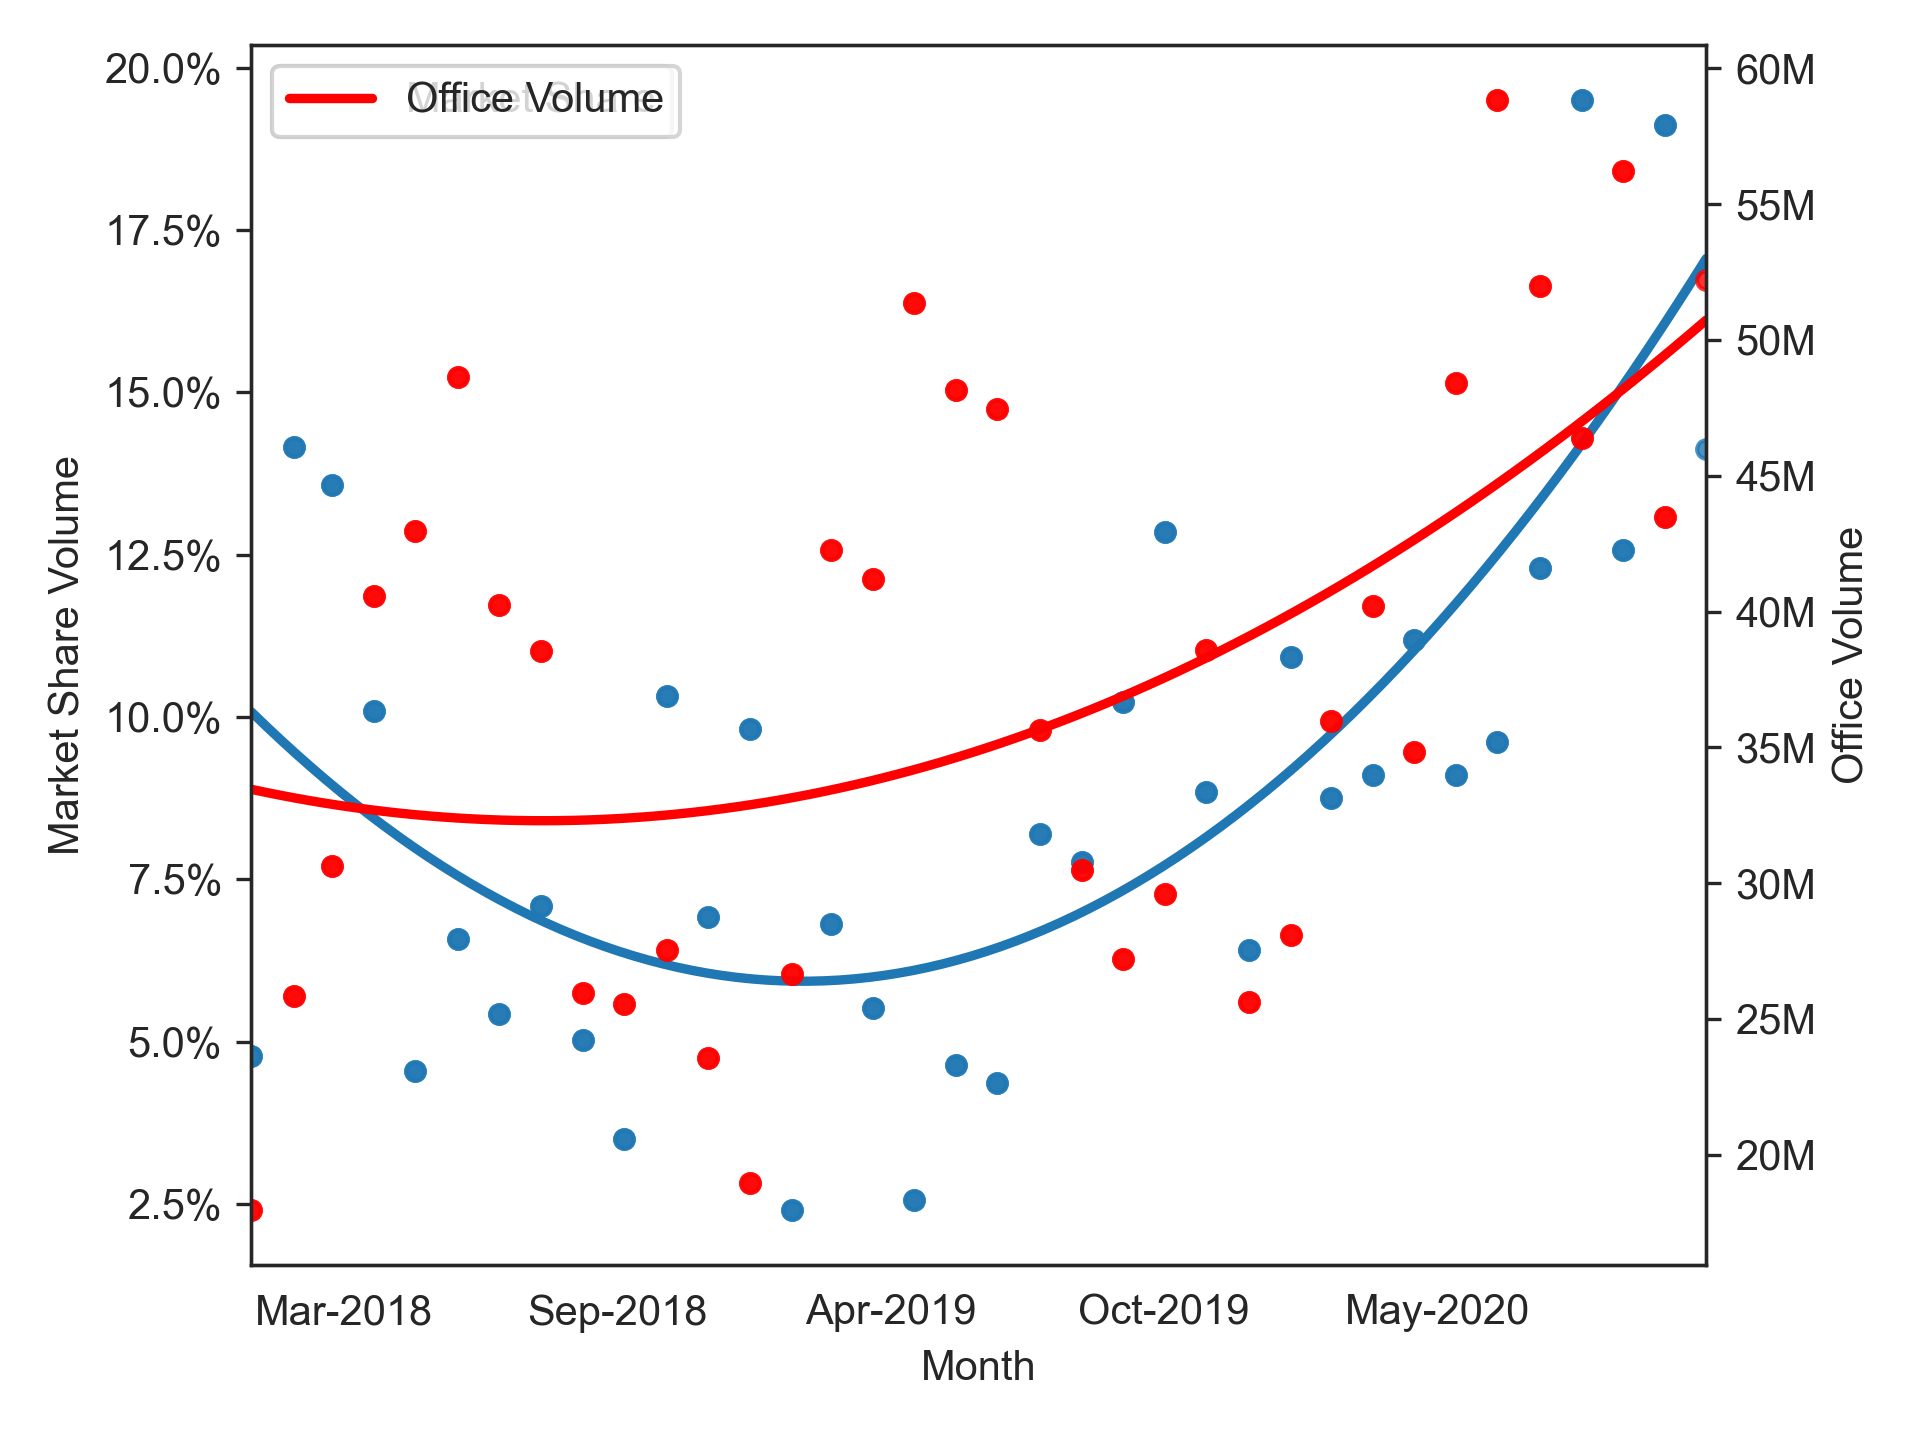 20.0%
17.5%
15.0%
12.5%
10.0%
7.5%
5.0%
2.5%
Market Share Volume
Market Share
Office Volume
60M
55M
50M
45M
40M
35M
30M
25M
20M
Office Volume
Mar-2018 Sep-2018 Apr-2019 Oct-2019 May-2020
Month